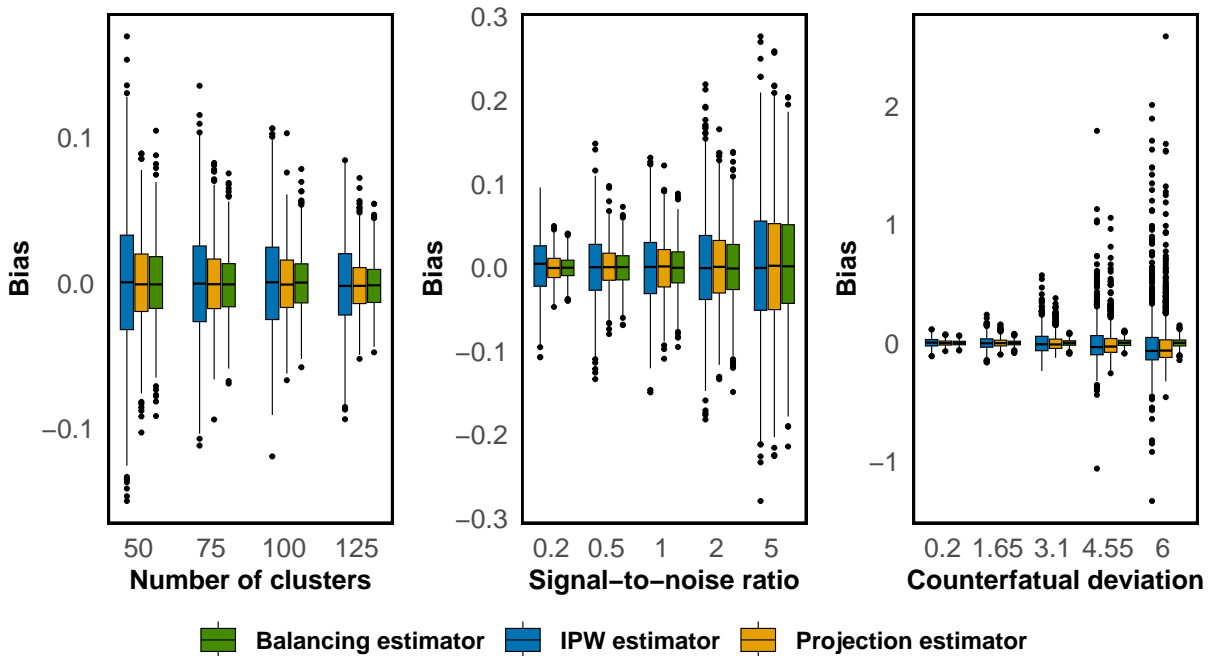 Bias
0.1
0.0
−0.1
50 75 100 125
Number of clusters
Bias
0.3
0.2
0.1
0.0
−0.1
−0.2
−0.3
0.2 0.5 1 2 5
Signal−to−noise ratio
Bias
2
1
0
−1
0.2 1.65 3.1 4.55 6
Counterfatual deviation
Balancing estimator IPW estimator Projection estimator